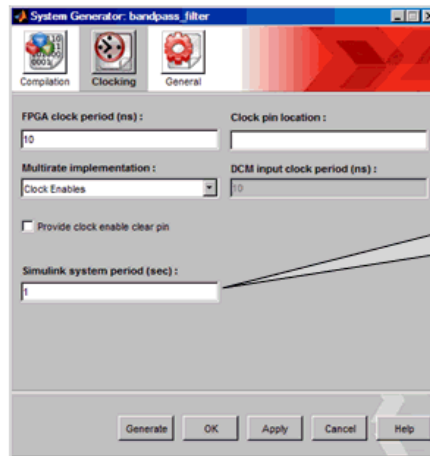 System Generator: bandpass_filter
Compilation
Clocking
General
FPGA clock period (ns) :
Clock pin location :
10
Multirate implementation :
DCM input clock period (ns) :
Clock Enables
10
Provide clock enable clear pin
Simulink system period (sec) :
1
Generate
OK
Apply
Cancel
Help